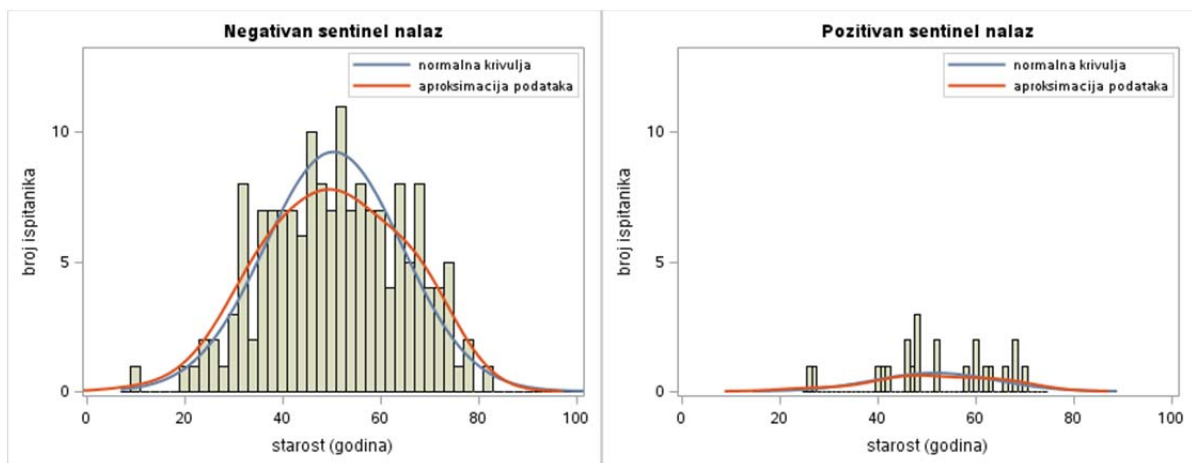 Negativan sentinel nalaz
normalna krivulja
aproksimacija podataka
broj ispitanika
10
5
0
0 20 40 60 80 100
starost (godina)
Pozitivan sentinel nalaz
normalna krivulja
aproksimacija podataka
broj ispitanika
10
5
0
0 20 40 60 80 100
starost (godina)